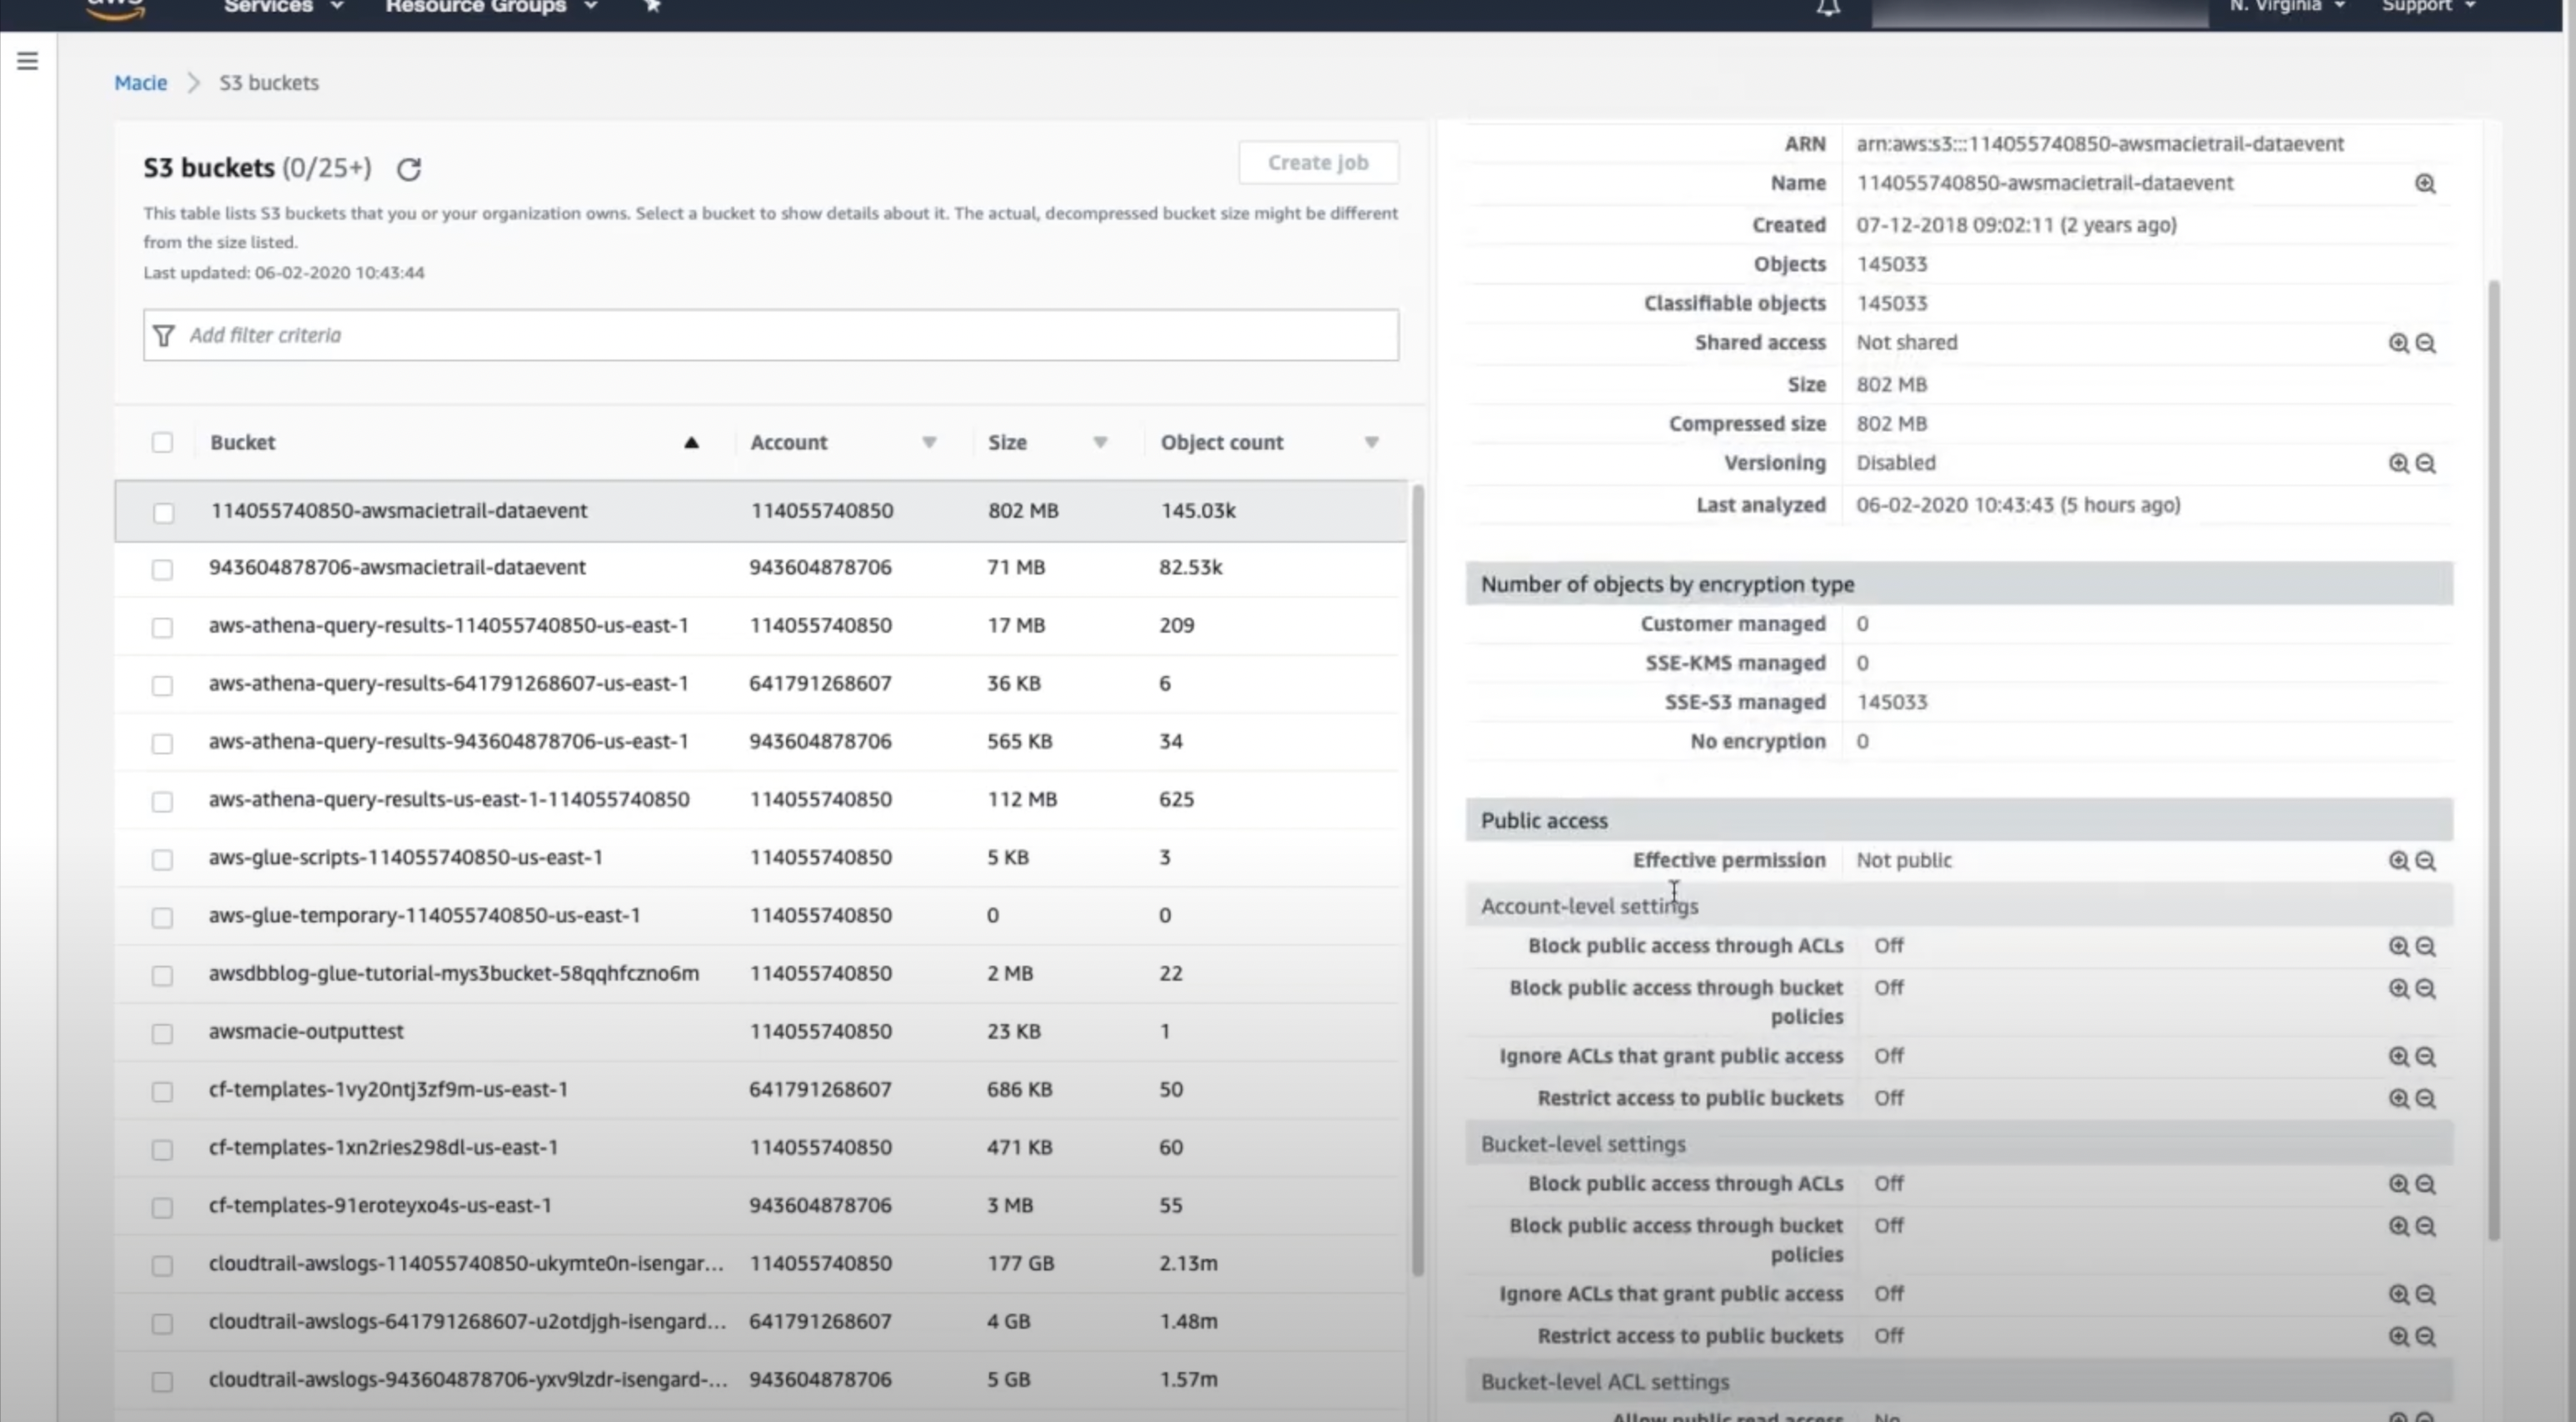 aws
Services
Resource Groups
N. Virginia
Support
Macie
S3 buckets
S3 buckets (0/25+)
Create job
This table lists S3 buckets that you or your organization owns. Select a bucket to show details about it. The actual, decompressed bucket size might be different
from the size listed.
Last updated: 06-02-2020 10:43:44
Add filter criteria
Bucket Account Size Object count
114055740850-awsmacietrail-dataevent 114055740850 802 MB 145.03k
943604878706-awsmacietrail-dataevent 943604878706 71 MB 82.53k
aws-athena-query-results-114055740850-us-east-1 114055740850 17 MB 209
aws-athena-query-results-641791268607-us-east-1 641791268607 36 KB 6
aws-athena-query-results-943604878706-us-east-1 943604878706 565 KB 34
aws-athena-query-results-us-east-1-114055740850 114055740850 112 MB 625
aws-glue-scripts-114055740850-us-east-1 114055740850 5 KB 3
aws-glue-temporary-114055740850-us-east-1 114055740850 0 0
awsdbblog-glue-tutorial-mys3bucket-58qqhfczno6m 114055740850 2 MB 22
awsmacie-outputtest 114055740850 23 KB 1
cf-templates-1vy20ntj3zf9m-us-east-1 641791268607 686 KB 50
cf-templates-1xn2ries298dl-us-east-1 114055740850 471 KB 60
cf-templates-91eroteyxo4s-us-east-1 943604878706 3 MB 55
cloudtrail-awslogs-114055740850-ukymte0n-isengar... 114055740850 177 GB 2.13m
cloudtrail-awslogs-641791268607-u2otdjgh-isengard... 641791268607 4 GB 1.48m
cloudtrail-awslogs-943604878706-yxv9lzdr-isengard-... 943604878706 5 GB 1.57m
ARN arn:aws:s3:::114055740850-awsmacietrail-dataevent
Name 114055740850-awsmacietrail-dataevent
Created 07-12-2018 09:02:11 (2 years ago)
Objects 145033
Classifiable objects 145033
Shared access Not shared
Size 802 MB
Compressed size 802 MB
Versioning Disabled
Last analyzed 06-02-2020 10:43:43 (5 hours ago)
Number of objects by encryption type
Customer managed 0
SSE-KMS managed 0
SSE-S3 managed 145033
No encryption 0
Public access
Effective permission Not public
Account-level settings
Block public access through ACLs Off
Block public access through bucket Off
policies
Ignore ACLs that grant public access Off
Restrict access to public buckets Off
Bucket-level settings
Block public access through ACLs Off
Block public access through bucket Off
policies
Ignore ACLs that grant public access Off
Restrict access to public buckets Off
Bucket-level ACL settings
Allow public read access No